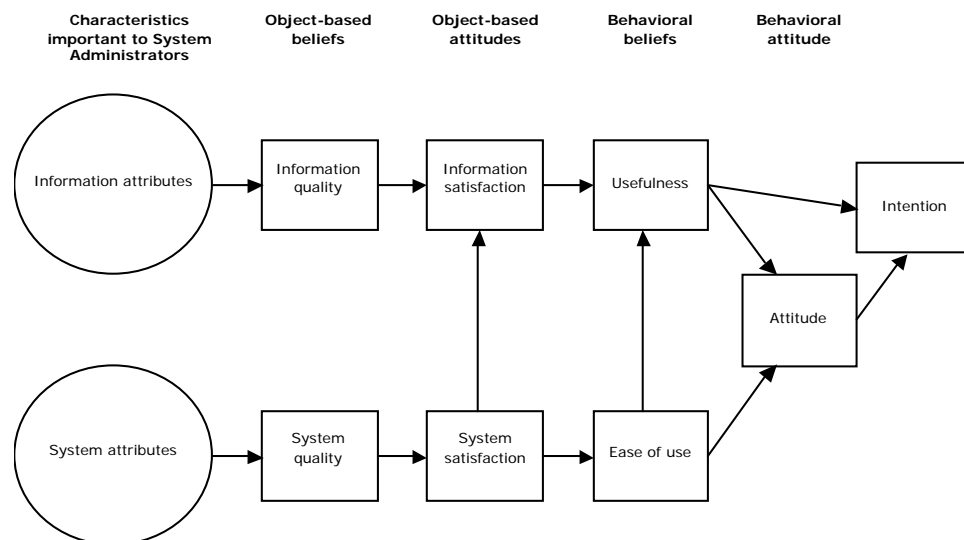 Characteristics
important to System
Administrators
Object-based
beliefs
Object-based
attitudes
Behavioral
beliefs
Behavioral
attitude
Information attributes
Information
quality
Information
satisfaction
Usefulness
Intention
Attitude
System attributes
System
quality
System
satisfaction
Ease of use